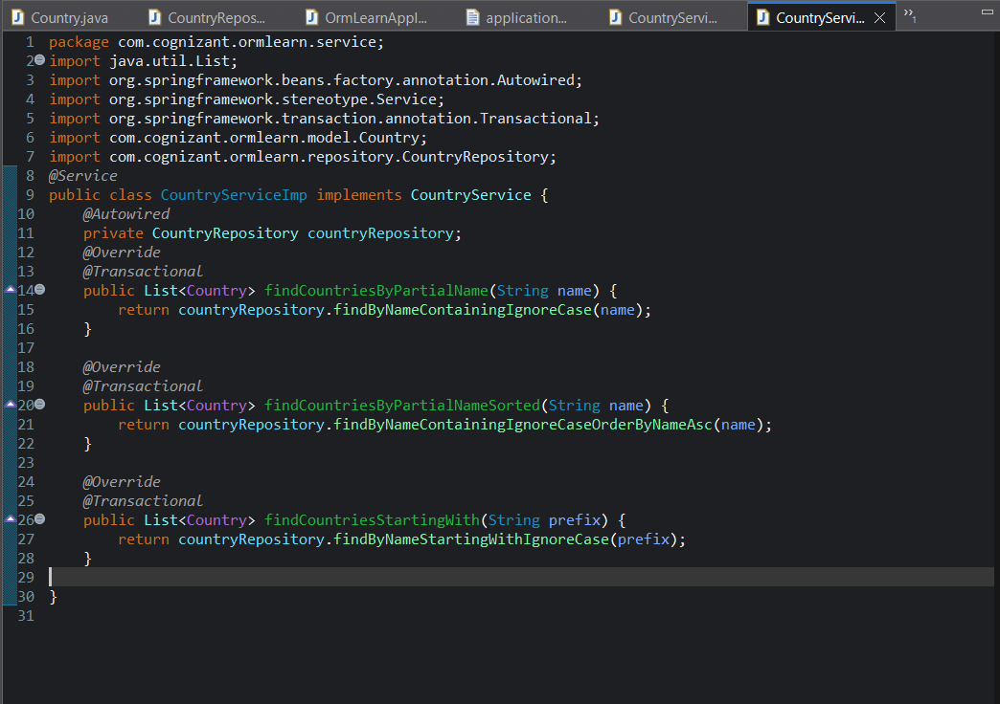 Country.java CountryRepos... OrmLearnAppl... application... CountryServi... CountryServi... »1
1 package com.cognizant.ormlearn.service;
2 import java.util.List;
3 import org.springframework.beans.factory.annotation.Autowired;
4 import org.springframework.stereotype.Service;
5 import org.springframework.transaction.annotation.Transactional;
6 import com.cognizant.ormlearn.model.Country;
7 import com.cognizant.ormlearn.repository.CountryRepository;
8 @Service
9 public class CountryServiceImp implements CountryService {
10     @Autowired
11     private CountryRepository countryRepository;
12     @Override
13     @Transactional
14     public List<Country> findCountriesByPartialName(String name) {
15         return countryRepository.findByNameContainingIgnoreCase(name);
16     }
17
18     @Override
19     @Transactional
20     public List<Country> findCountriesByPartialNameSorted(String name) {
21         return countryRepository.findByNameContainingIgnoreCaseOrderByNameAsc(name);
22     }
23
24     @Override
25     @Transactional
26     public List<Country> findCountriesStartingWith(String prefix) {
27         return countryRepository.findByNameStartingWithIgnoreCase(prefix);
28     }
29
30 }
31